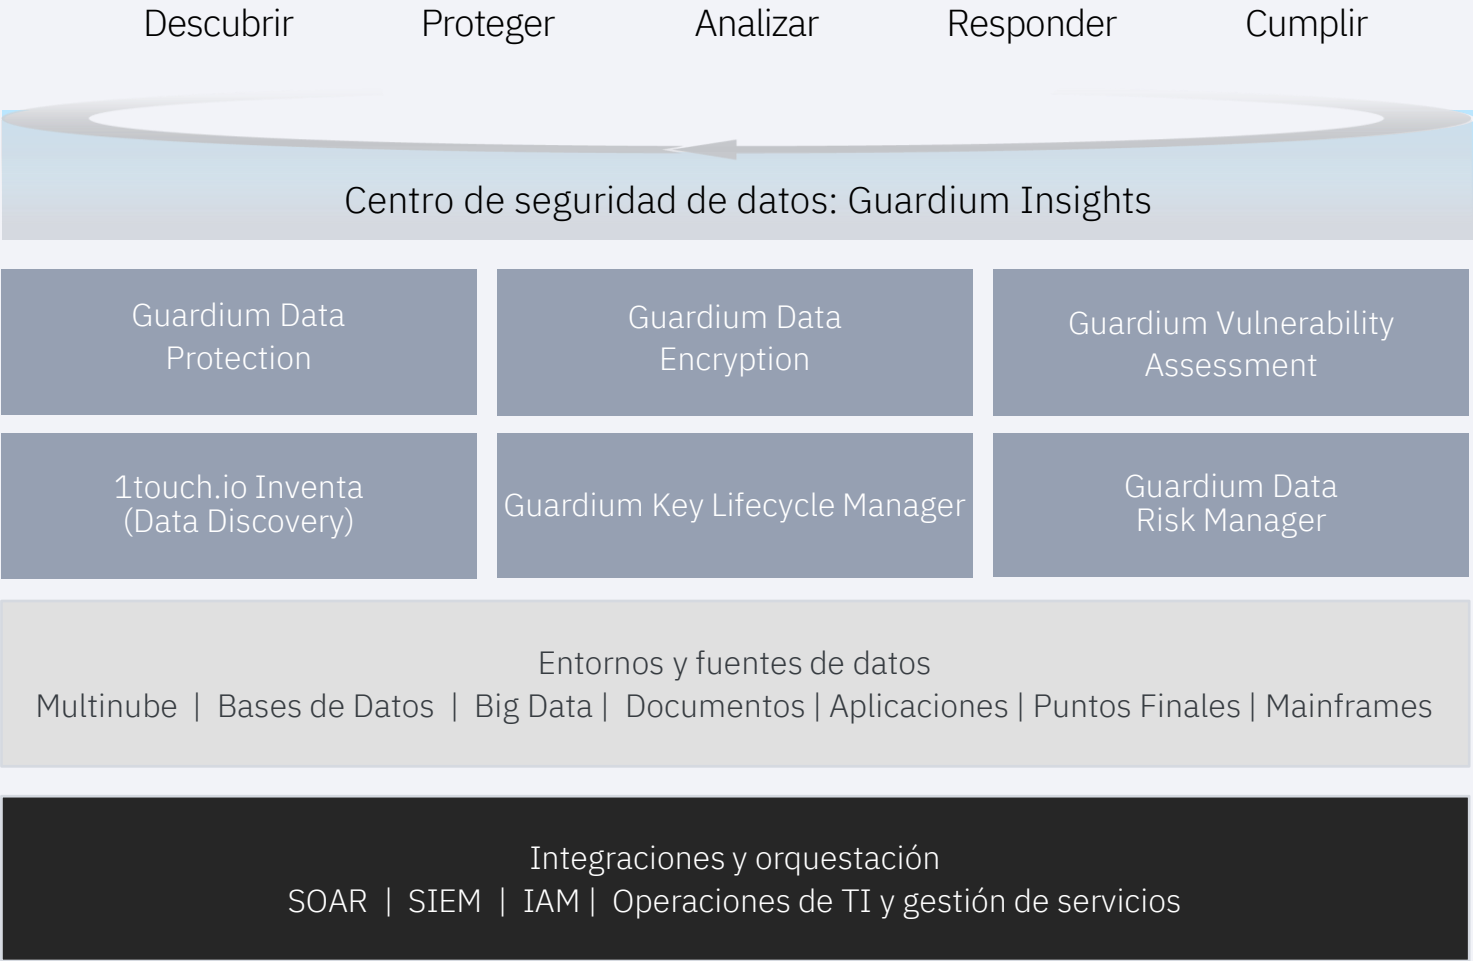 Descubrir Proteger Analizar Responder Cumplir
Centro de seguridad de datos: Guardium Insights
Guardium Data
Protection
Guardium Data
Encryption
Guardium Vulnerability
Assessment
1touch.io Inventa
(Data Discovery)
Guardium Key Lifecycle Manager
Guardium Data
Risk Manager
Entornos y fuentes de datos
Multinube | Bases de Datos | Big Data | Documentos | Aplicaciones | Puntos Finales | Mainframes
Integraciones y orquestación
SOAR | SIEM | IAM | Operaciones de TI y gestión de servicios